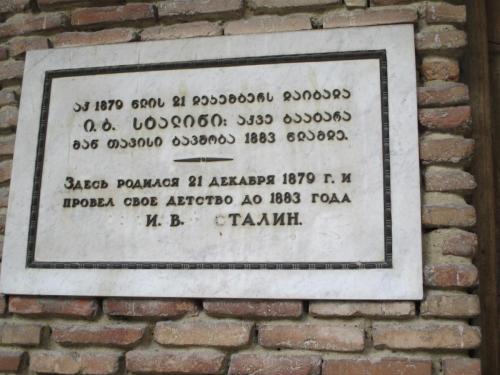 აქ 1879 წლის 21 დეკემბერს დაიბადა
ი. ბ. სტალინი; აქვე გაატარა
მან თავისი ბავშობა 1883 წლამდე.
Здесь родился 21 декабря 1879 г. и
провел свое детство до 1883 года
И. В. СТАЛИН.